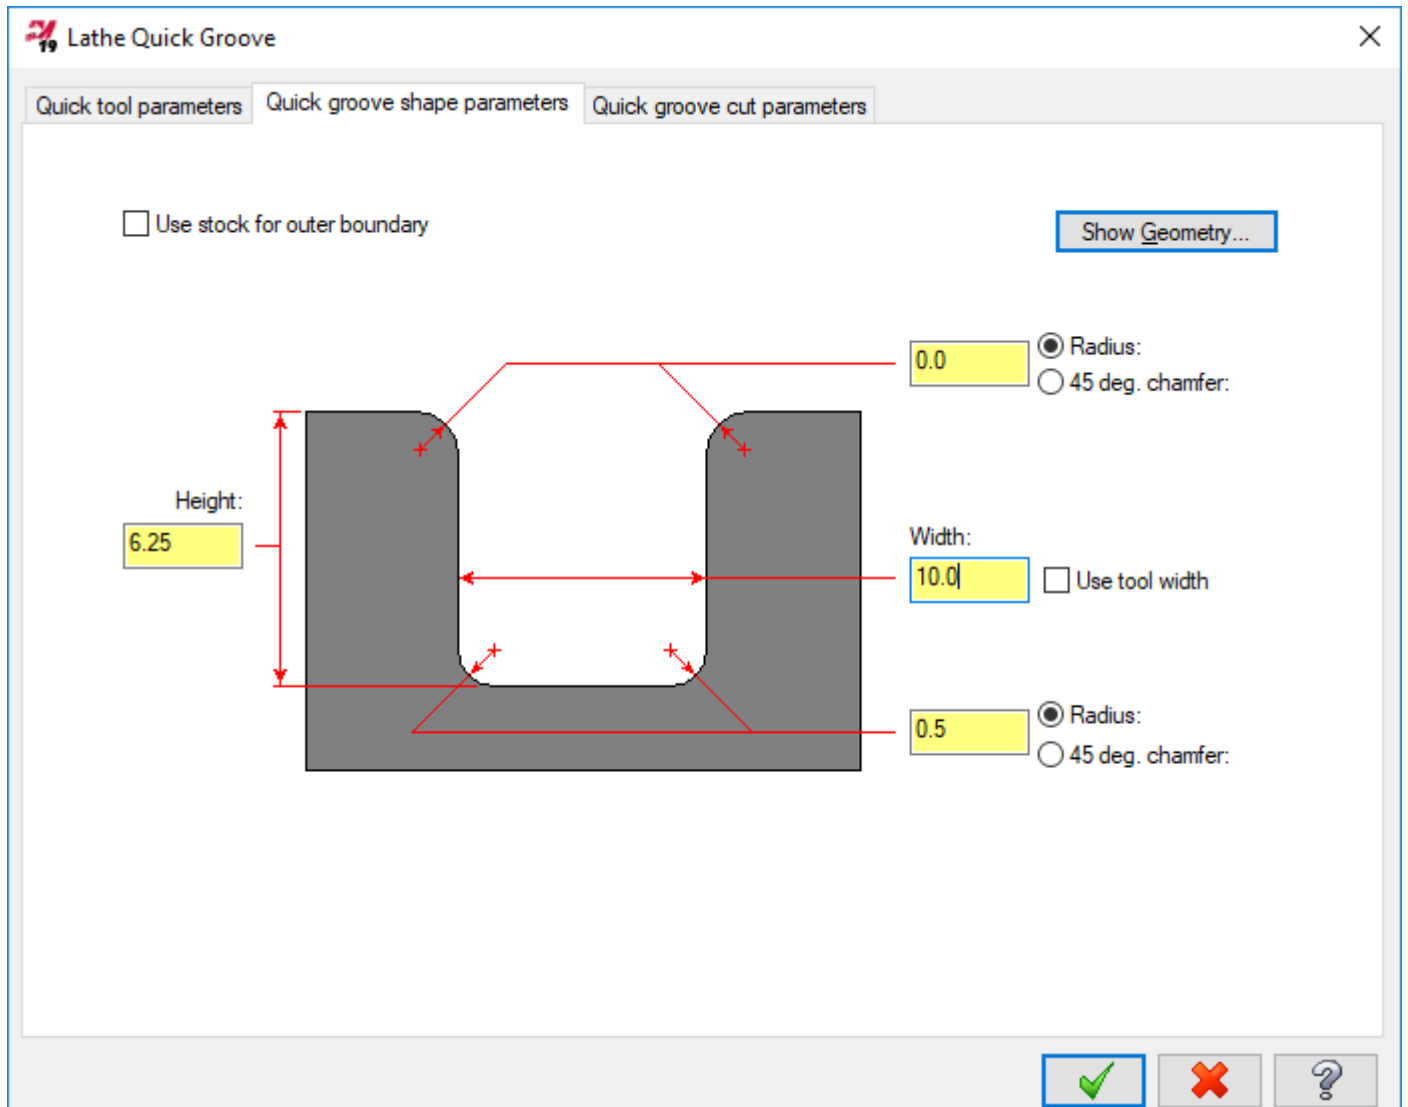 19 Lathe Quick Groove
Quick tool parameters Quick groove shape parameters Quick groove cut parameters
Use stock for outer boundary
Show Geometry...
0.0 Radius:
45 deg. chamfer:
Height:
6.25
Width:
10.0 Use tool width
0.5 Radius:
45 deg. chamfer:
?